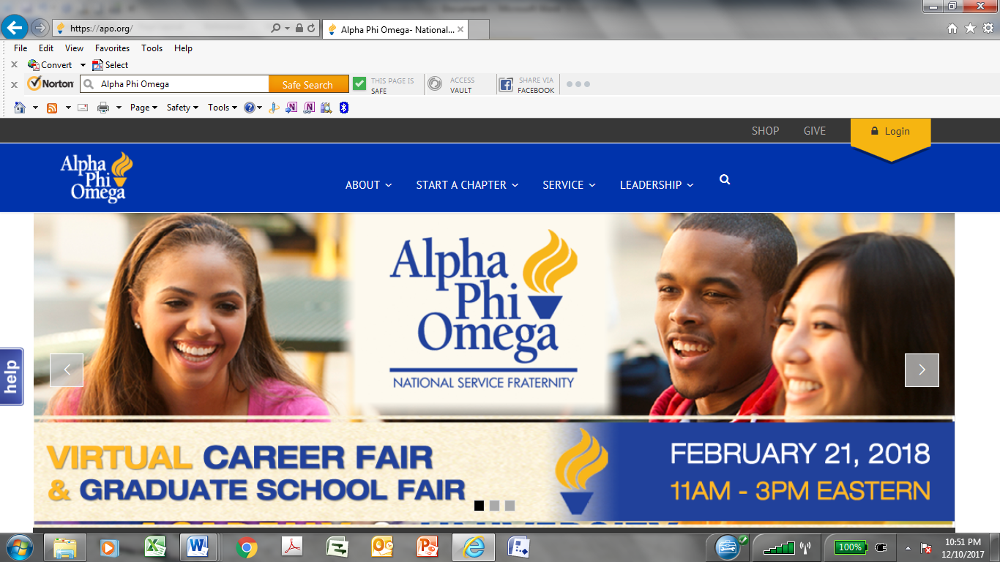 https://apo.org/
Alpha Phi Omega- National...
File Edit View Favorites Tools Help
Convert Select
Norton Alpha Phi Omega Safe Search THIS PAGE IS SAFE ACCESS VAULT SHARE VIA FACEBOOK
Page Safety Tools
SHOP GIVE Login
Alpha
Phi
Omega
ABOUT START A CHAPTER SERVICE LEADERSHIP
Alpha
Phi
Omega
NATIONAL SERVICE FRATERNITY
help
VIRTUAL CAREER FAIR
& GRADUATE SCHOOL FAIR
FEBRUARY 21, 2018
11AM - 3PM EASTERN
100%
10:51 PM
12/10/2017